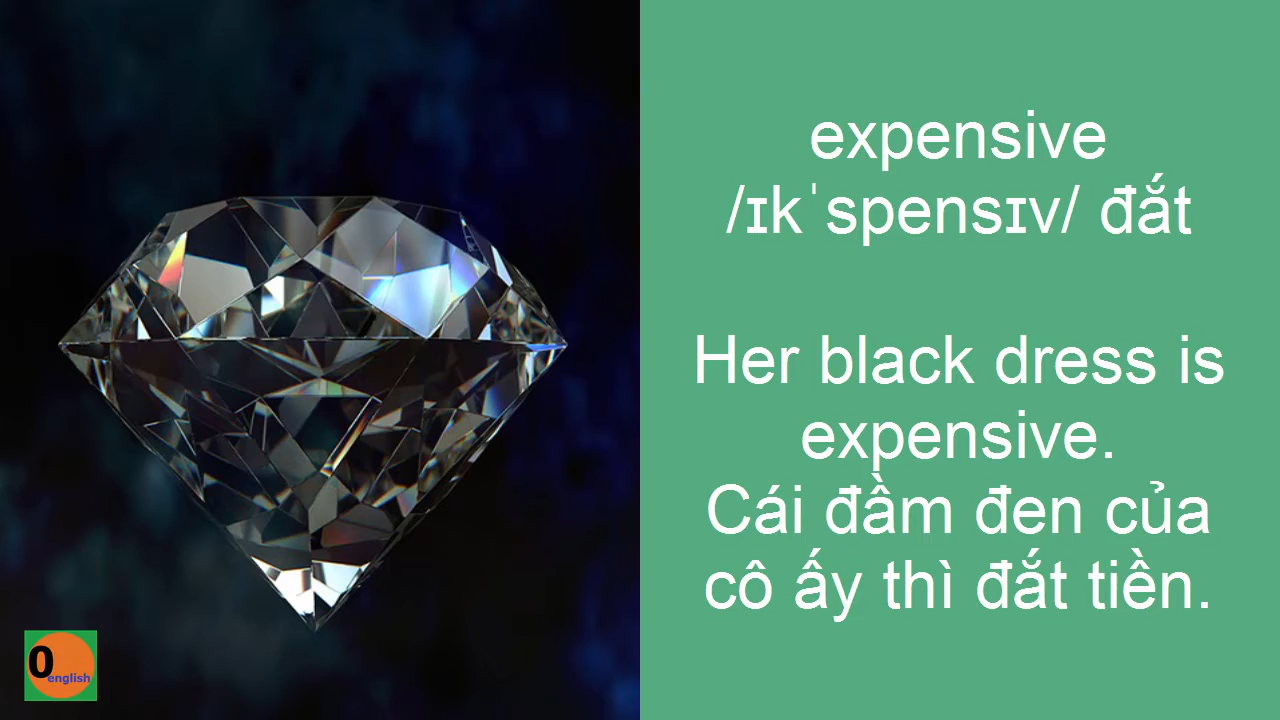 expensive
/ɪkˈspensɪv/ đắt
Her black dress is
expensive.
Cái đầm đen của
cô ấy thì đắt tiền.
0
english